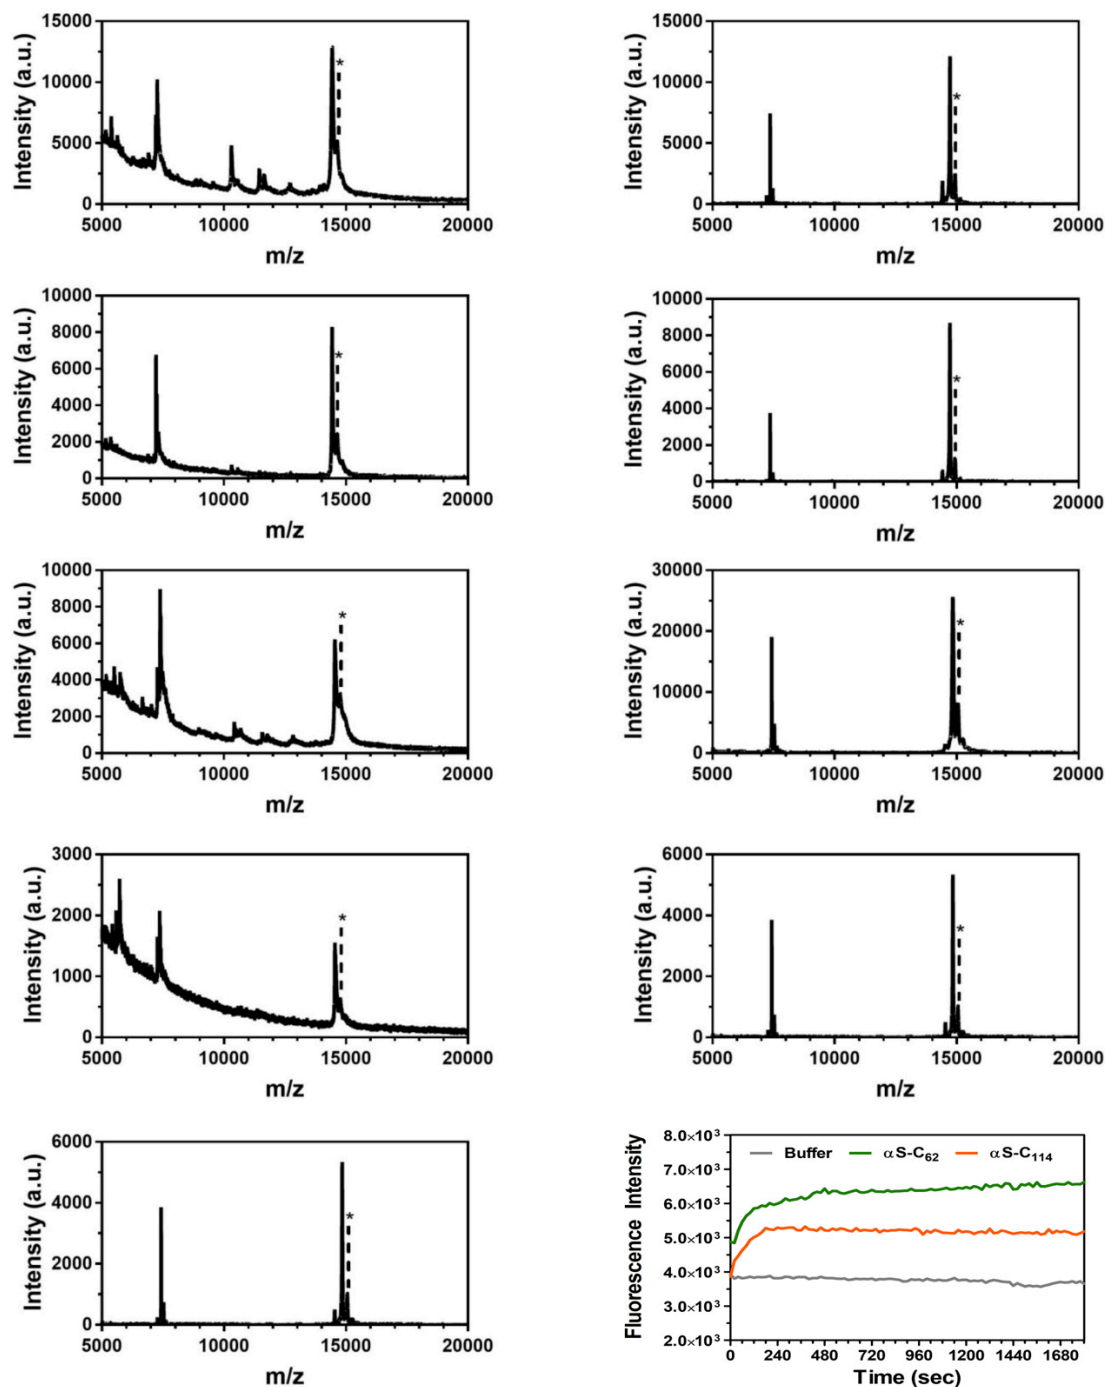 Intensity (a.u.)
15000
10000
5000
0
*
5000 10000 15000 20000
m/z
Intensity (a.u.)
15000
10000
5000
0
*
5000 10000 15000 20000
m/z
Intensity (a.u.)
10000
8000
6000
4000
2000
0
*
5000 10000 15000 20000
m/z
Intensity (a.u.)
10000
8000
6000
4000
2000
0
*
5000 10000 15000 20000
m/z
Intensity (a.u.)
10000
8000
6000
4000
2000
0
*
5000 10000 15000 20000
m/z
Intensity (a.u.)
30000
20000
10000
0
*
5000 10000 15000 20000
m/z
Intensity (a.u.)
3000
2000
1000
0
*
5000 10000 15000 20000
m/z
Intensity (a.u.)
6000
4000
2000
0
*
5000 10000 15000 20000
m/z
Intensity (a.u.)
6000
4000
2000
0
*
5000 10000 15000 20000
m/z
Fluorescence Intensity
8.0×10³
7.0×10³
6.0×10³
5.0×10³
4.0×10³
3.0×10³
2.0×10³
Buffer αS-C₆₂ αS-C₁₁₄
0 240 480 720 960 1200 1440 1680
Time (sec)